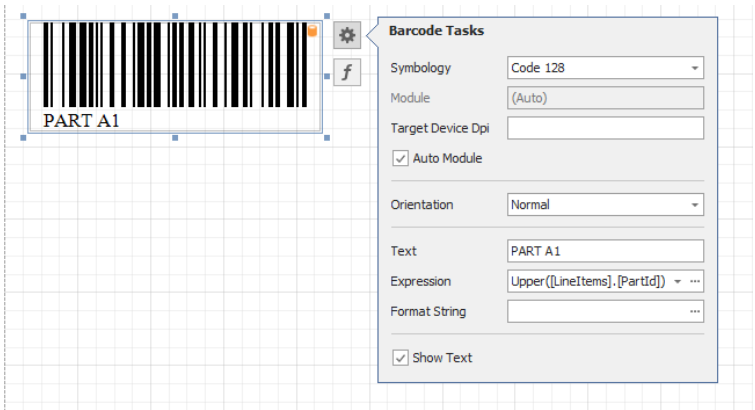 PART A1
f
Barcode Tasks
Symbology Code 128
Module (Auto)
Target Device Dpi
Auto Module
Orientation Normal
Text PART A1
Expression Upper([LineItems].[PartId]) ...
Format String ...
Show Text